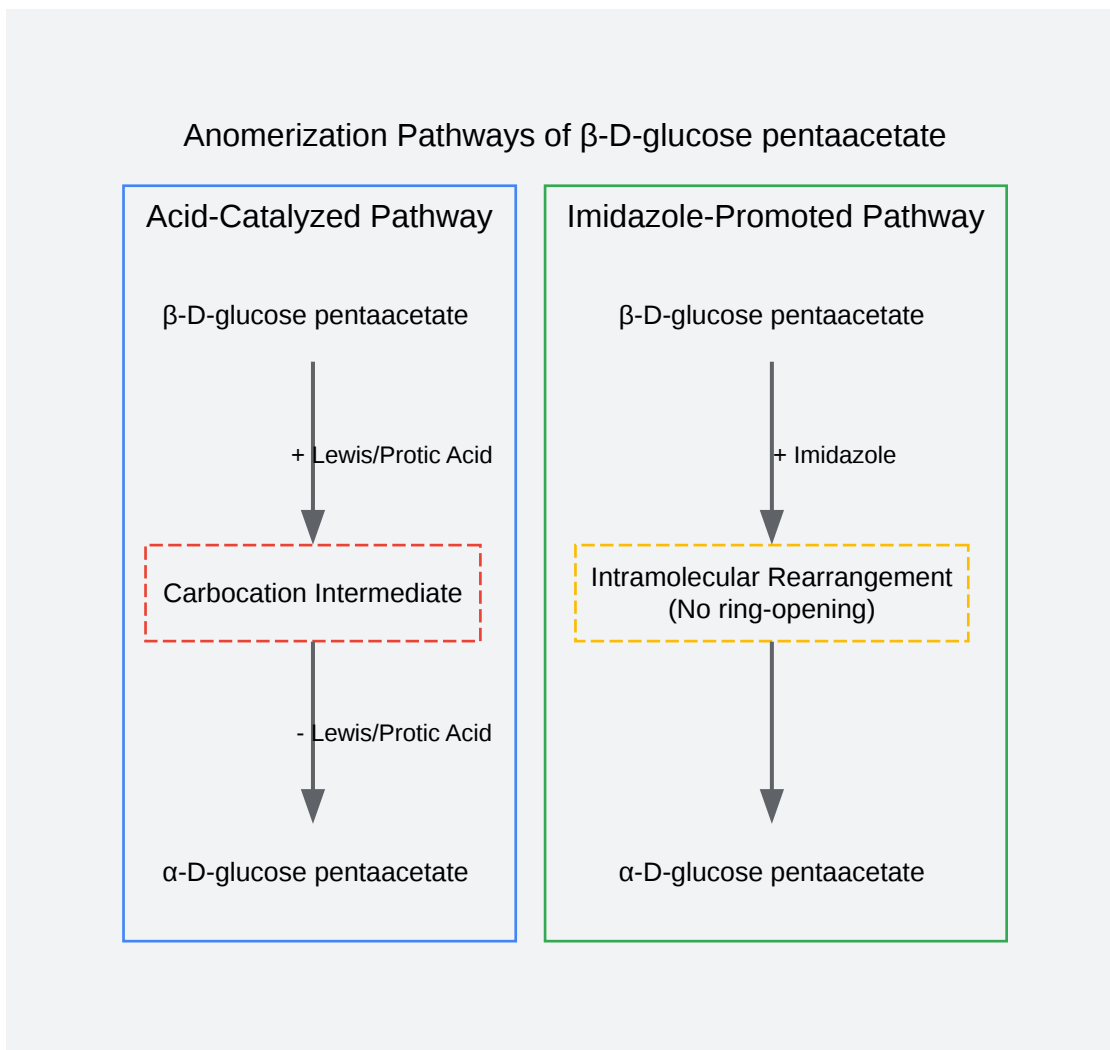 Anomerization Pathways of β-D-glucose pentaacetate
Acid-Catalyzed Pathway
β-D-glucose pentaacetate
+ Lewis/Protic Acid
Carbocation Intermediate
- Lewis/Protic Acid
α-D-glucose pentaacetate
Imidazole-Promoted Pathway
β-D-glucose pentaacetate
+ Imidazole
Intramolecular Rearrangement
(No ring-opening)
α-D-glucose pentaacetate